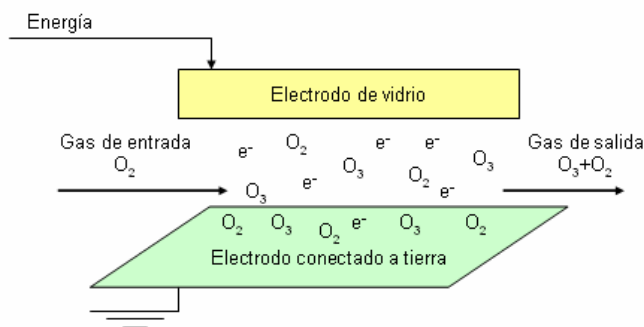 Energía
Electrodo de vidrio
Gas de entrada
O₂
Gas de salida
O₃+O₂
e⁻ O₂ e⁻ e⁻
O₃ O₃
O₃ e⁻ O₂ e⁻
O₂ O₃ O₂ e⁻ O₃ O₂
Electrodo conectado a tierra